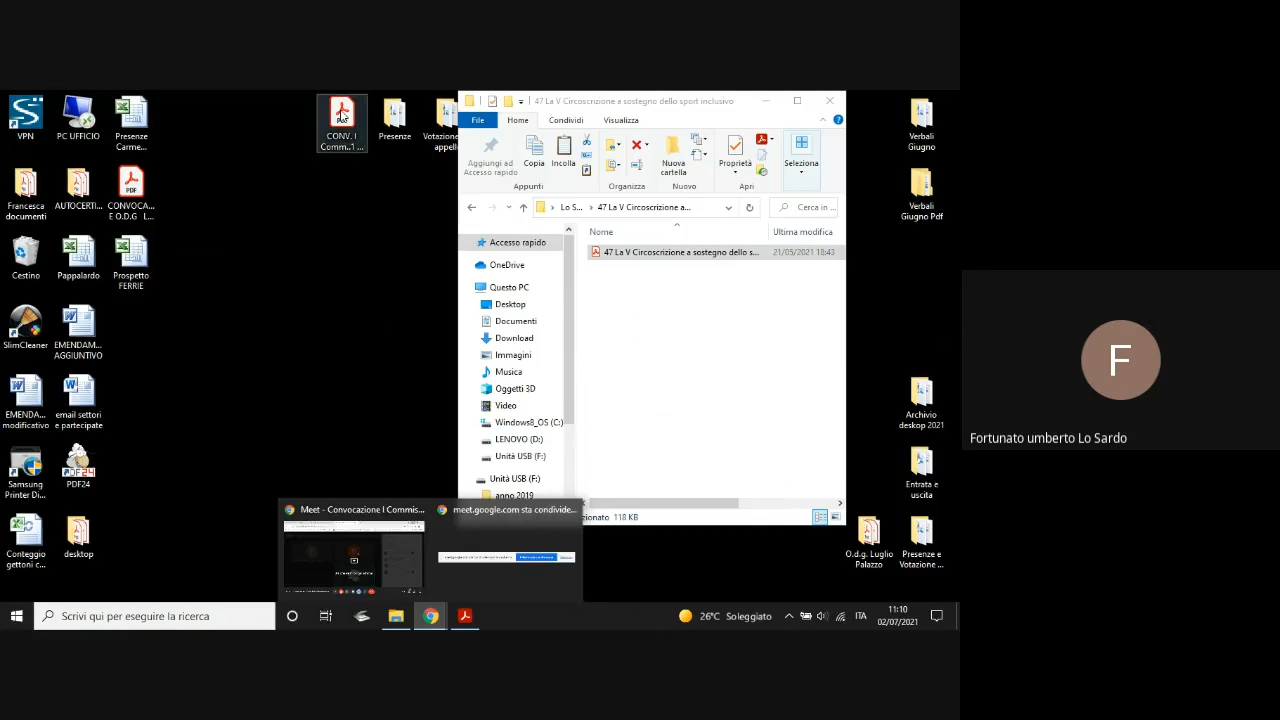 VPN
PC UFFICIO
Presenze
Carme...
CONV. I
Comm..1 ...
Presenze
Votazione
appell
Francesca
documenti
AUTOCERTI...
CONVOCA...
E O.D.G L...
Cestino
Pappalardo
Prospetto
FERRIE
SlimCleaner
EMENDAM...
AGGIUNTIVO
EMENDA...
modificativo
email settori
e partecipate
Samsung
Printer Di...
PDF24
Conteggio
gettoni c...
desktop
47 La V Circoscrizione a sostegno dello sport inclusivo
File
Home
Condividi
Visualizza
Aggiungi ad
Accesso rapido
Copia
Incolla
Nuova
cartella
Proprietà
Seleziona
Appunti
Organizza
Nuovo
Apri
Lo S...
47 La V Circoscrizione a...
Cerca in ...
Nome
Ultima modifica
Accesso rapido
47 La V Circoscrizione a sostegno dello s...
21/05/2021 18:43
OneDrive
Questo PC
Desktop
Documenti
Download
Immagini
Musica
Oggetti 3D
Video
Windows8_OS (C:)
LENOVO (D:)
Unità USB (F:)
Unità USB (F:)
anno 2019
zionato 118 KB
Meet - Convocazione I Commis...
meet.google.com sta condivide...
Verbali
Giugno
Verbali
Giugno Pdf
Archivio
deskop 2021
Entrata e
uscita
O.d.g. Luglio
Palazzo
Presenze e
Votazione ...
Scrivi qui per eseguire la ricerca
26°C Soleggiato
ITA
11:10
02/07/2021
F
Fortunato umberto Lo Sardo